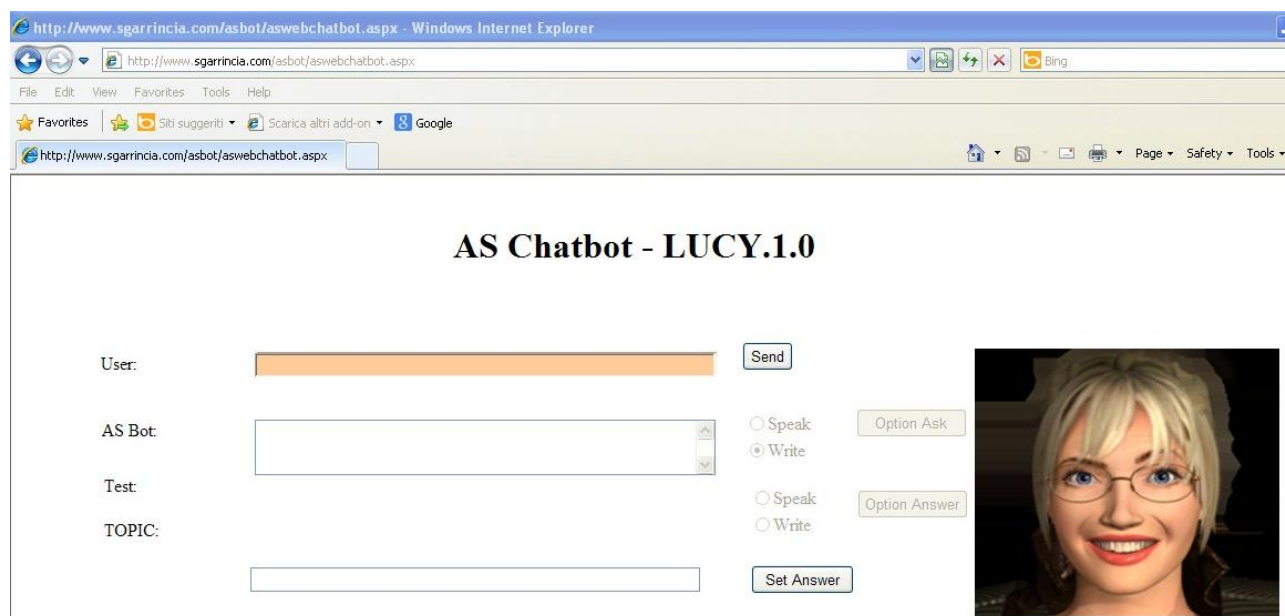 http://www.sgarrincia.com/asbot/aswebchatbot.aspx - Windows Internet Explorer
http://www.sgarrincia.com/asbot/aswebchatbot.aspx Bing
File Edit View Favorites Tools Help
Favorites Siti suggeriti Scarica altri add-on Google
http://www.sgarrincia.com/asbot/aswebchatbot.aspx Page Safety Tools
AS Chatbot - LUCY.1.0
User: Send
AS Bot: Speak Option Ask
Write
Test: Speak Option Answer
TOPIC: Write
Set Answer